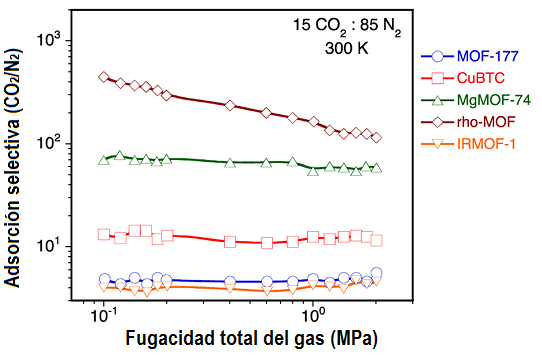 15 CO₂ : 85 N₂
300 K
10³
10²
10¹
10⁻¹
10⁰
Adsorción selectiva (CO₂/N₂)
Fugacidad total del gas (MPa)
MOF-177
CuBTC
MgMOF-74
rho-MOF
IRMOF-1